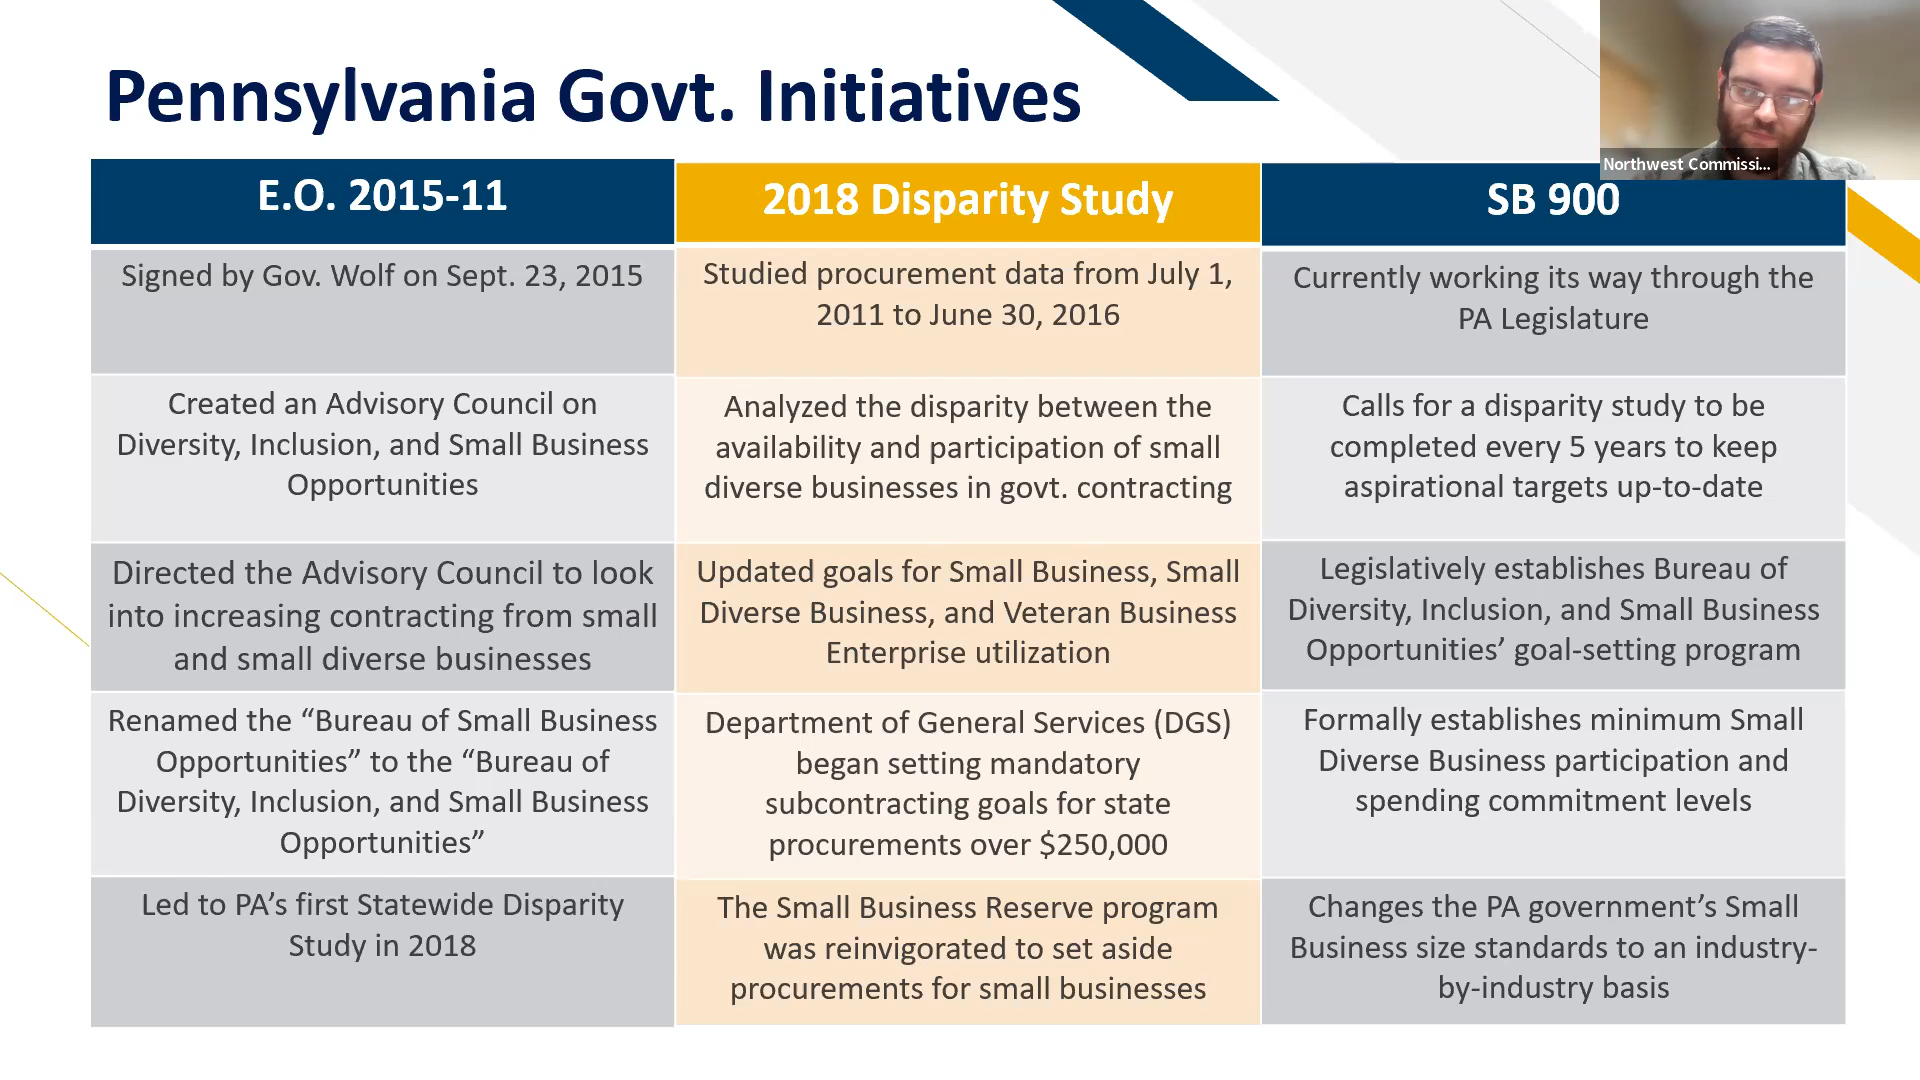 Pennsylvania Govt. Initiatives
Northwest Commissi...
E.O. 2015-11
Signed by Gov. Wolf on Sept. 23, 2015
Created an Advisory Council on
Diversity, Inclusion, and Small Business
Opportunities
Directed the Advisory Council to look
into increasing contracting from small
and small diverse businesses
Renamed the “Bureau of Small Business
Opportunities” to the “Bureau of
Diversity, Inclusion, and Small Business
Opportunities”
Led to PA’s first Statewide Disparity
Study in 2018
2018 Disparity Study
Studied procurement data from July 1,
2011 to June 30, 2016
Analyzed the disparity between the
availability and participation of small
diverse businesses in govt. contracting
Updated goals for Small Business, Small
Diverse Business, and Veteran Business
Enterprise utilization
Department of General Services (DGS)
began setting mandatory
subcontracting goals for state
procurements over $250,000
The Small Business Reserve program
was reinvigorated to set aside
procurements for small businesses
SB 900
Currently working its way through the
PA Legislature
Calls for a disparity study to be
completed every 5 years to keep
aspirational targets up-to-date
Legislatively establishes Bureau of
Diversity, Inclusion, and Small Business
Opportunities’ goal-setting program
Formally establishes minimum Small
Diverse Business participation and
spending commitment levels
Changes the PA government’s Small
Business size standards to an industry-
by-industry basis